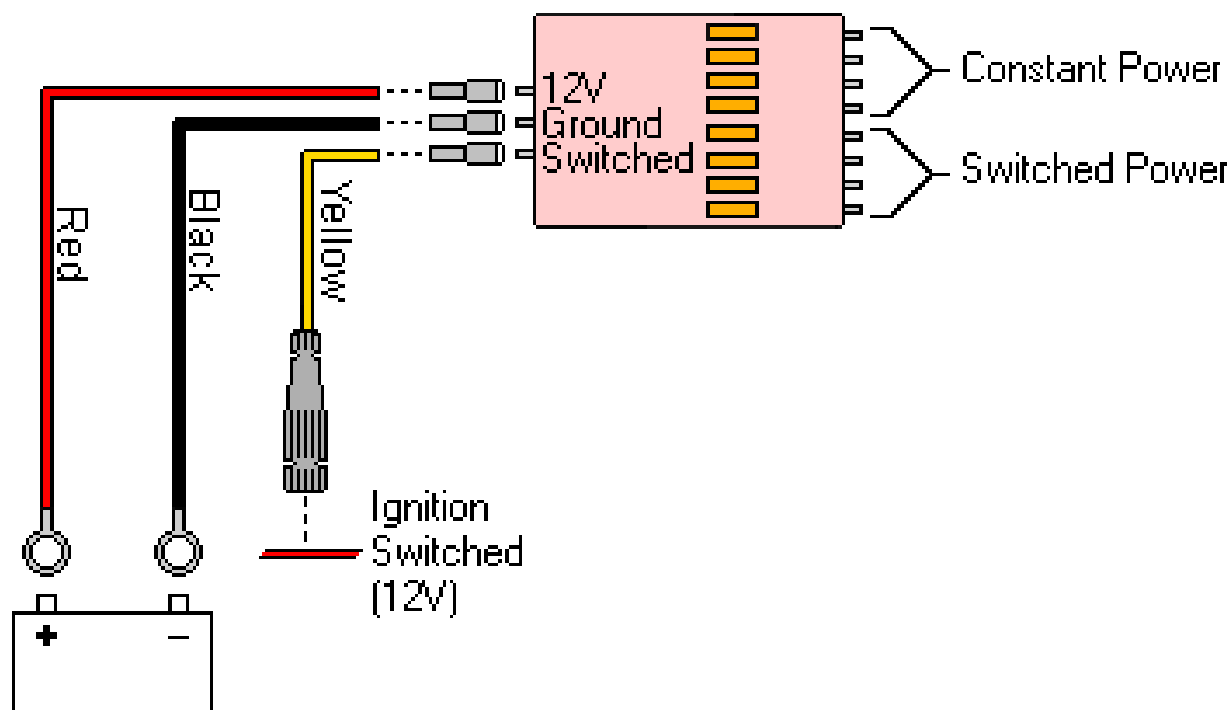 12V
Ground
Switched
Constant Power
Switched Power
Red
Black
Yellow
Ignition
Switched
(12V)
+
−